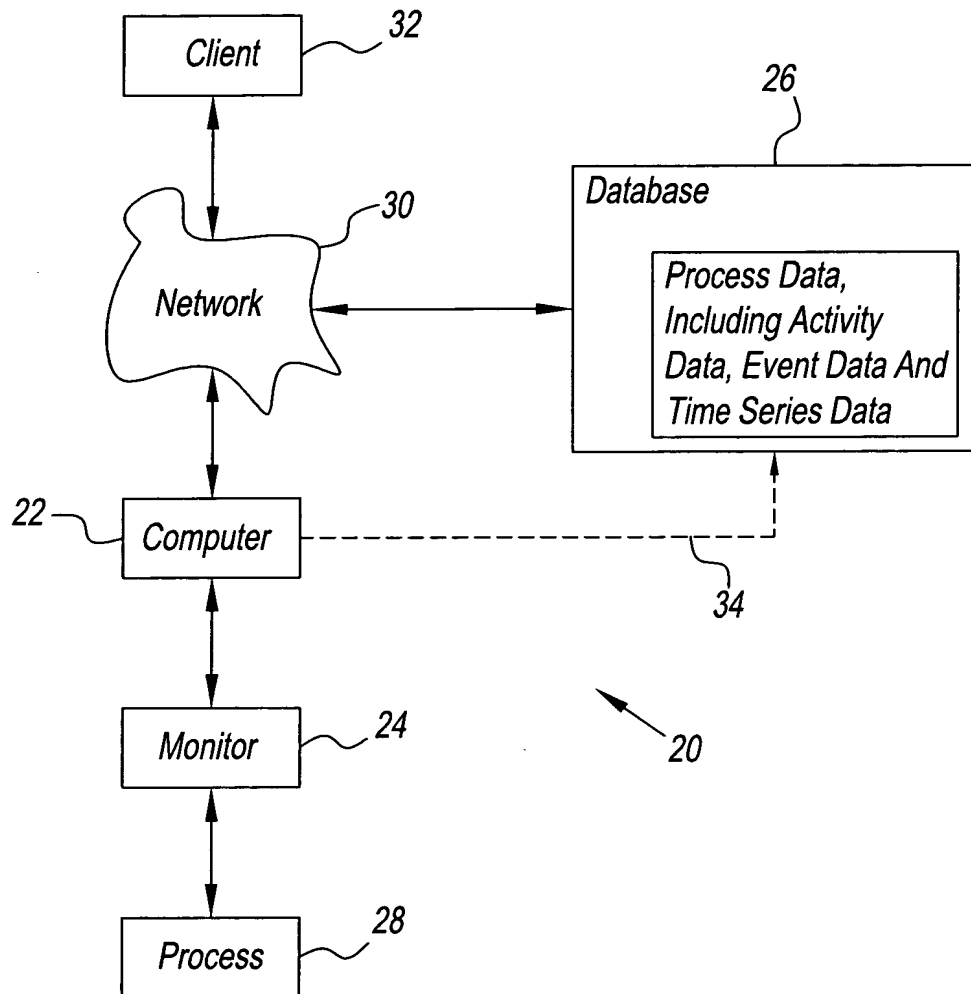 Client
32
26
Database
30
Process Data,
Including Activity
Data, Event Data And
Time Series Data
Network
22
Computer
34
Monitor
24
20
Process
28